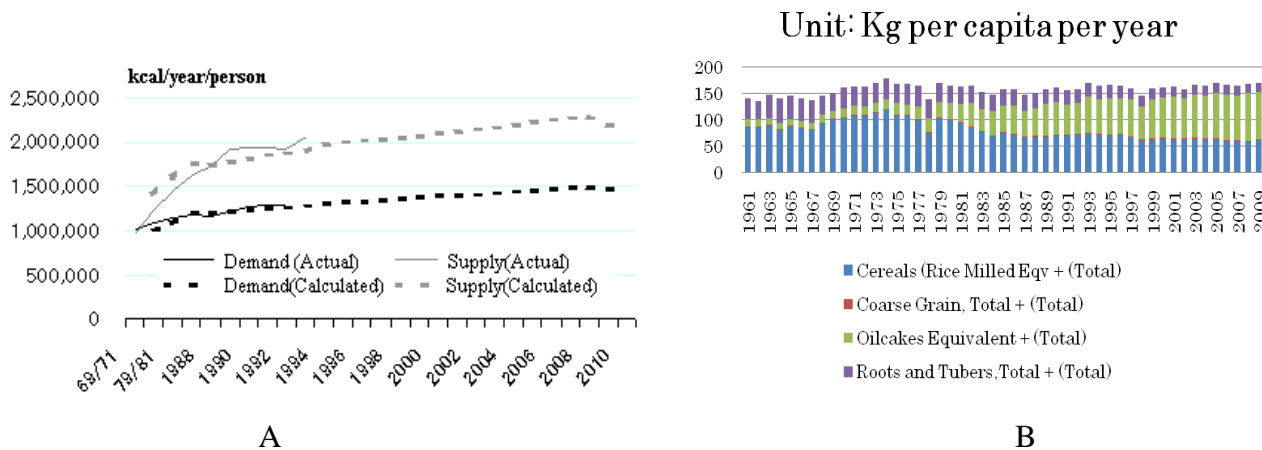 kcal/year/person
2,500,000
2,000,000
1,500,000
1,000,000
500,000
0
Demand (Actual) Supply(Actual)
Demand(Calculated) Supply(Calculated)
69/71 79/81 1988 1990 1992 1994 1996 1998 2000 2002 2004 2006 2008 2010
A
Unit: Kg per capita per year
200
150
100
50
0
1961 1963 1965 1967 1969 1971 1973 1975 1977 1979 1981 1983 1985 1987 1989 1991 1993 1995 1997 1999 2001 2003 2005 2007 2009
Cereals (Rice Milled Eqv + (Total)
Coarse Grain, Total + (Total)
Oilcakes Equivalent + (Total)
Roots and Tubers,Total + (Total)
B